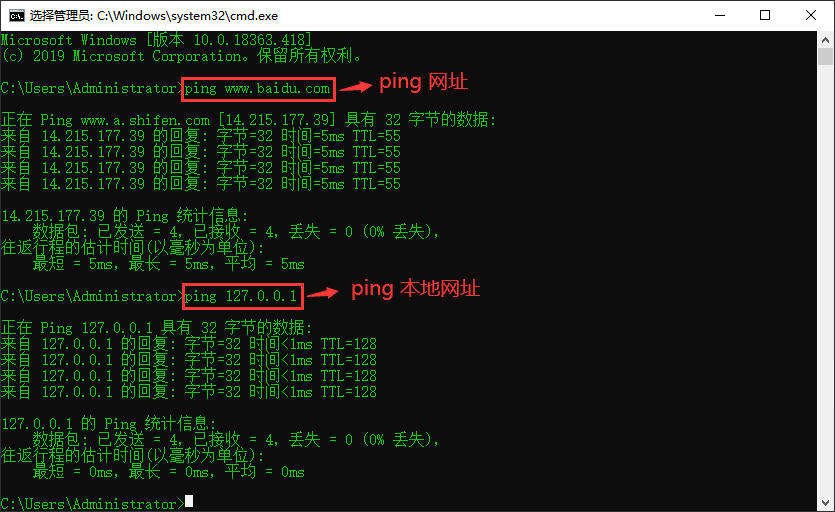 选择管理员: C:\Windows\system32\cmd.exe
Microsoft Windows [版本 10.0.18363.418]
(c) 2019 Microsoft Corporation。保留所有权利。
C:\Users\Administrator>ping www.baidu.com ping 网址
正在 Ping www.a.shifen.com [14.215.177.39] 具有 32 字节的数据:
来自 14.215.177.39 的回复: 字节=32 时间=5ms TTL=55
来自 14.215.177.39 的回复: 字节=32 时间=5ms TTL=55
来自 14.215.177.39 的回复: 字节=32 时间=5ms TTL=55
来自 14.215.177.39 的回复: 字节=32 时间=5ms TTL=55
14.215.177.39 的 Ping 统计信息:
数据包: 已发送 = 4，已接收 = 4，丢失 = 0 (0% 丢失)，
往返行程的估计时间(以毫秒为单位):
最短 = 5ms，最长 = 5ms，平均 = 5ms
C:\Users\Administrator>ping 127.0.0.1 ping 本地网址
正在 Ping 127.0.0.1 具有 32 字节的数据:
来自 127.0.0.1 的回复: 字节=32 时间<1ms TTL=128
来自 127.0.0.1 的回复: 字节=32 时间<1ms TTL=128
来自 127.0.0.1 的回复: 字节=32 时间<1ms TTL=128
来自 127.0.0.1 的回复: 字节=32 时间<1ms TTL=128
127.0.0.1 的 Ping 统计信息:
数据包: 已发送 = 4，已接收 = 4，丢失 = 0 (0% 丢失)，
往返行程的估计时间(以毫秒为单位):
最短 = 0ms，最长 = 0ms，平均 = 0ms
C:\Users\Administrator>